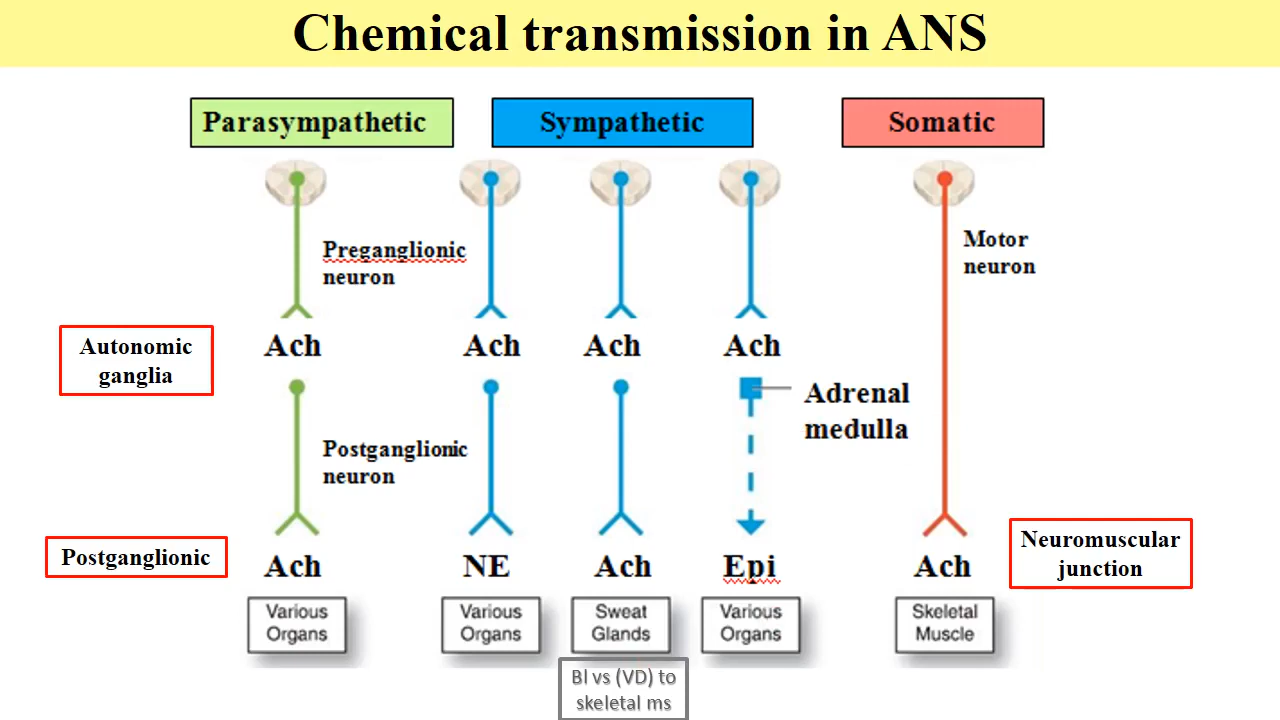 Chemical transmission in ANS
Parasympathetic
Sympathetic
Somatic
Preganglionic
neuron
Motor
neuron
Autonomic
ganglia
Ach
Ach
Ach
Ach
Adrenal
medulla
Postganglionic
neuron
Postganglionic
Ach
NE
Ach
Epi
Ach
Neuromuscular
junction
Various
Organs
Various
Organs
Sweat
Glands
Various
Organs
Skeletal
Muscle
Bl vs (VD) to
skeletal ms